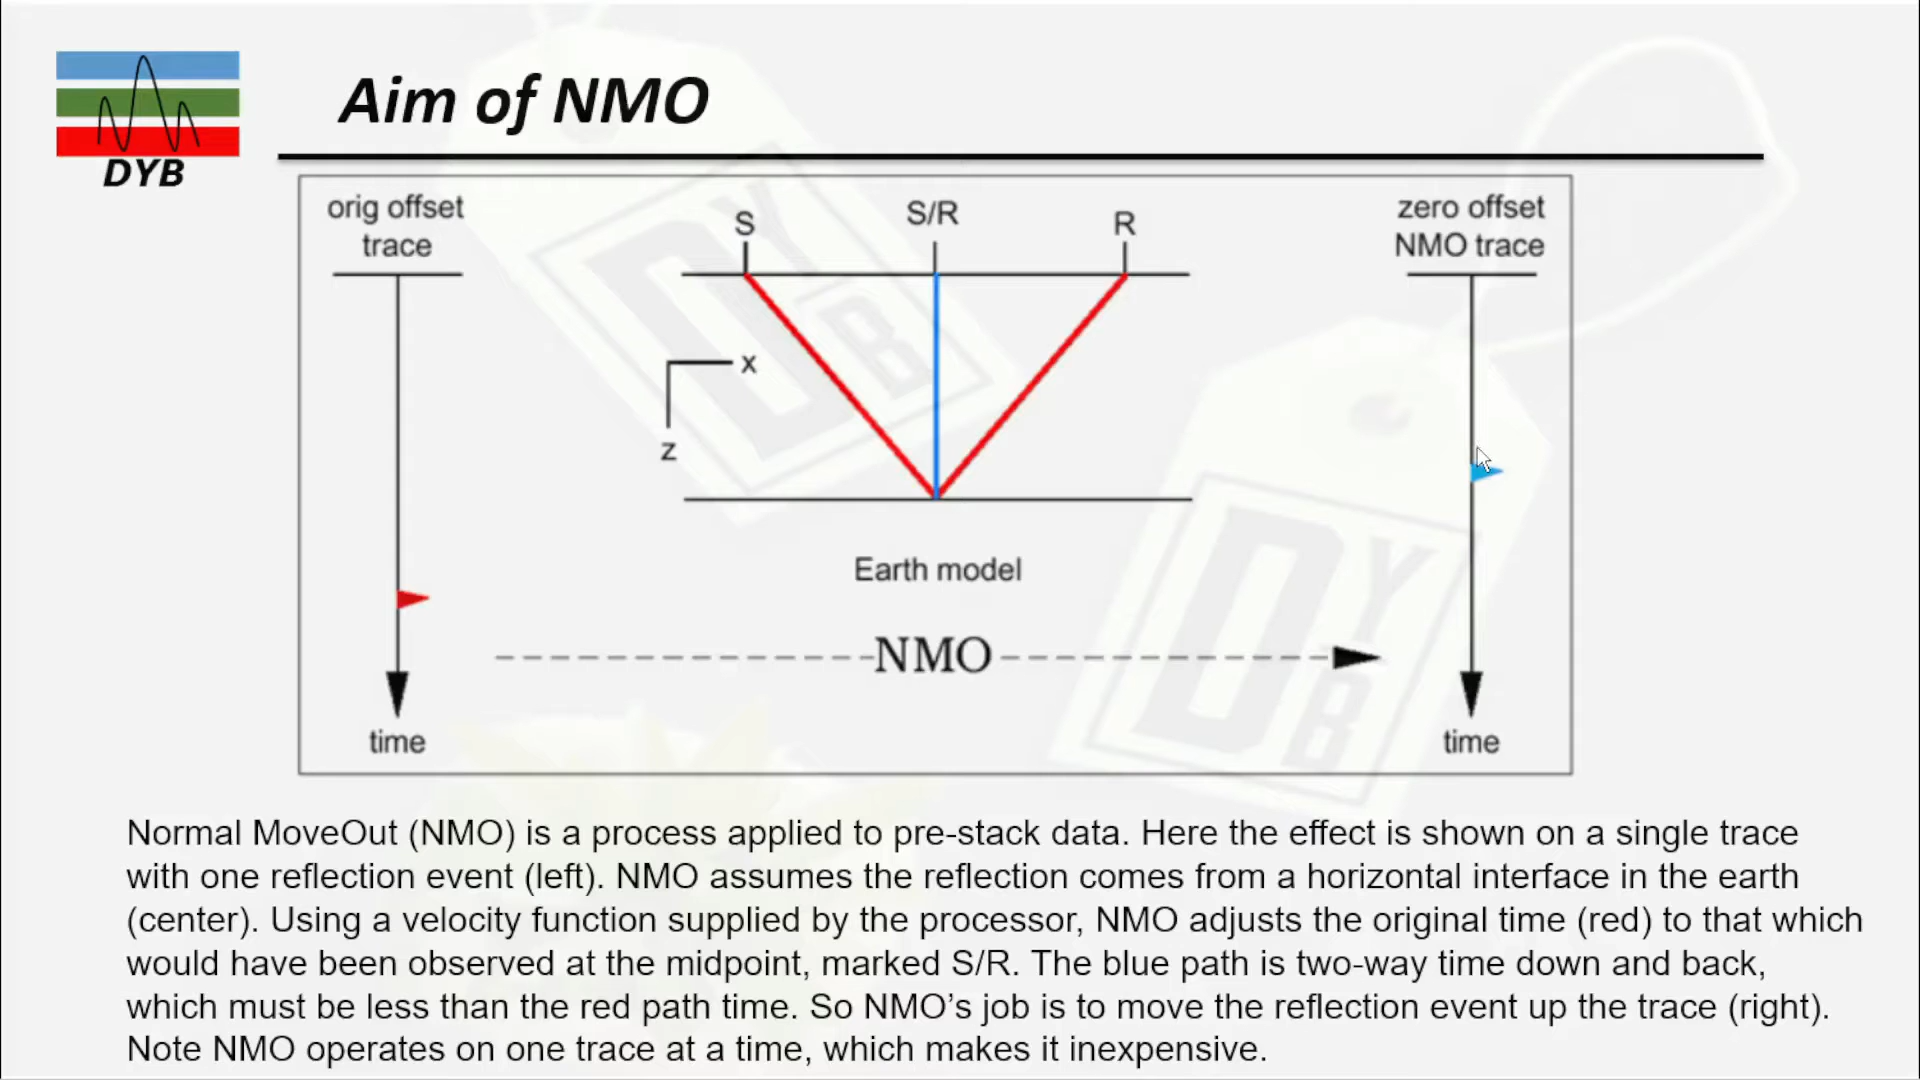 Aim of NMO
DYB
orig offset
trace
S
S/R
R
zero offset
NMO trace
x
z
Earth model
NMO
time
time
Normal MoveOut (NMO) is a process applied to pre-stack data. Here the effect is shown on a single trace
with one reflection event (left). NMO assumes the reflection comes from a horizontal interface in the earth
(center). Using a velocity function supplied by the processor, NMO adjusts the original time (red) to that which
would have been observed at the midpoint, marked S/R. The blue path is two-way time down and back,
which must be less than the red path time. So NMO’s job is to move the reflection event up the trace (right).
Note NMO operates on one trace at a time, which makes it inexpensive.
DYB
DYB